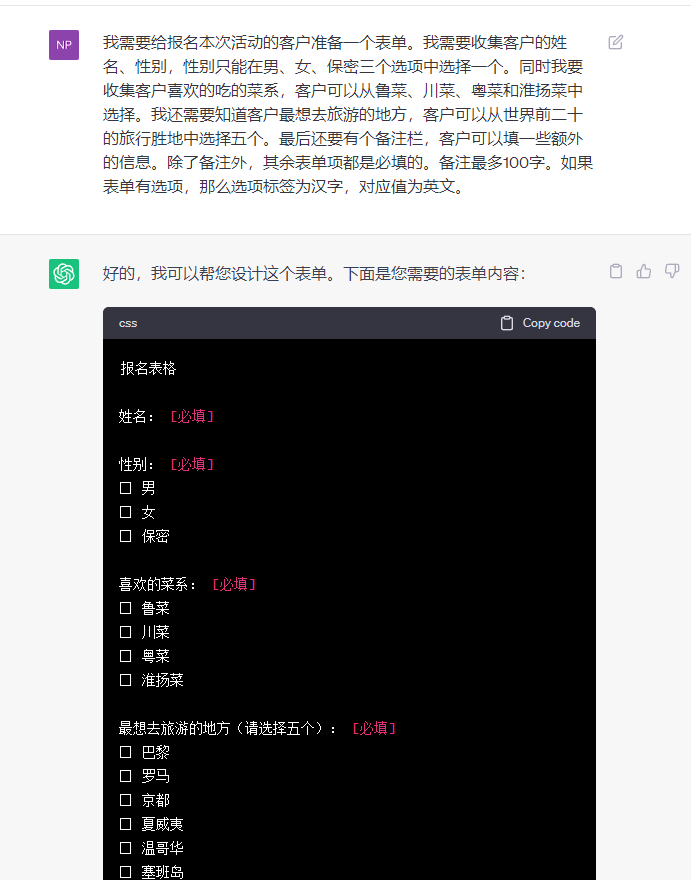 NP
我需要给报名本次活动的客户准备一个表单。我需要收集客户的姓
名、性别，性别只能在男、女、保密三个选项中选择一个。同时我要
收集客户喜欢的吃的菜系，客户可以从鲁菜、川菜、粤菜和淮扬菜中
选择。我还需要知道客户最想去旅游的地方，客户可以从世界前二十
的旅行胜地中选择五个。最后还要有个备注栏，客户可以填一些额外
的信息。除了备注外，其余表单项都是必填的。备注最多100字。如果
表单有选项，那么选项标签为汉字，对应值为英文。
好的，我可以帮您设计这个表单。下面是您需要的表单内容：
css
Copy code
报名表格
姓名： [必填]
性别： [必填]
□ 男
□ 女
□ 保密
喜欢的菜系： [必填]
□ 鲁菜
□ 川菜
□ 粤菜
□ 淮扬菜
最想去旅游的地方（请选择五个）： [必填]
□ 巴黎
□ 罗马
□ 京都
□ 夏威夷
□ 温哥华
□ 塞班岛